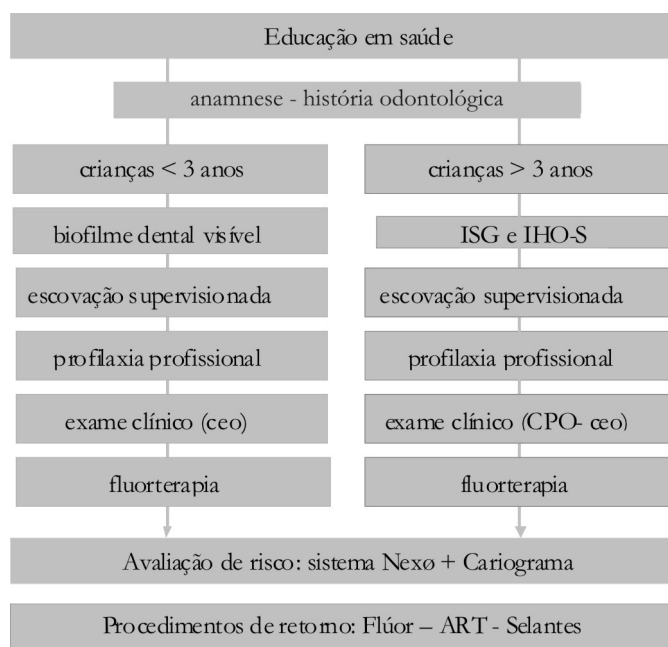 Educação em saúde
anamnese - história odontológica
crianças < 3 anos
biofilme dental visível
escovação supervisionada
profilaxia profissional
exame clínico (ceo)
fluorterapia
crianças > 3 anos
ISG e IHO-S
escovação supervisionada
profilaxia profissional
exame clínico (CPO- ceo)
fluorterapia
Avaliação de risco: sistema Nexø + Cariograma
Procedimentos de retorno: Flúor – ART - Selantes